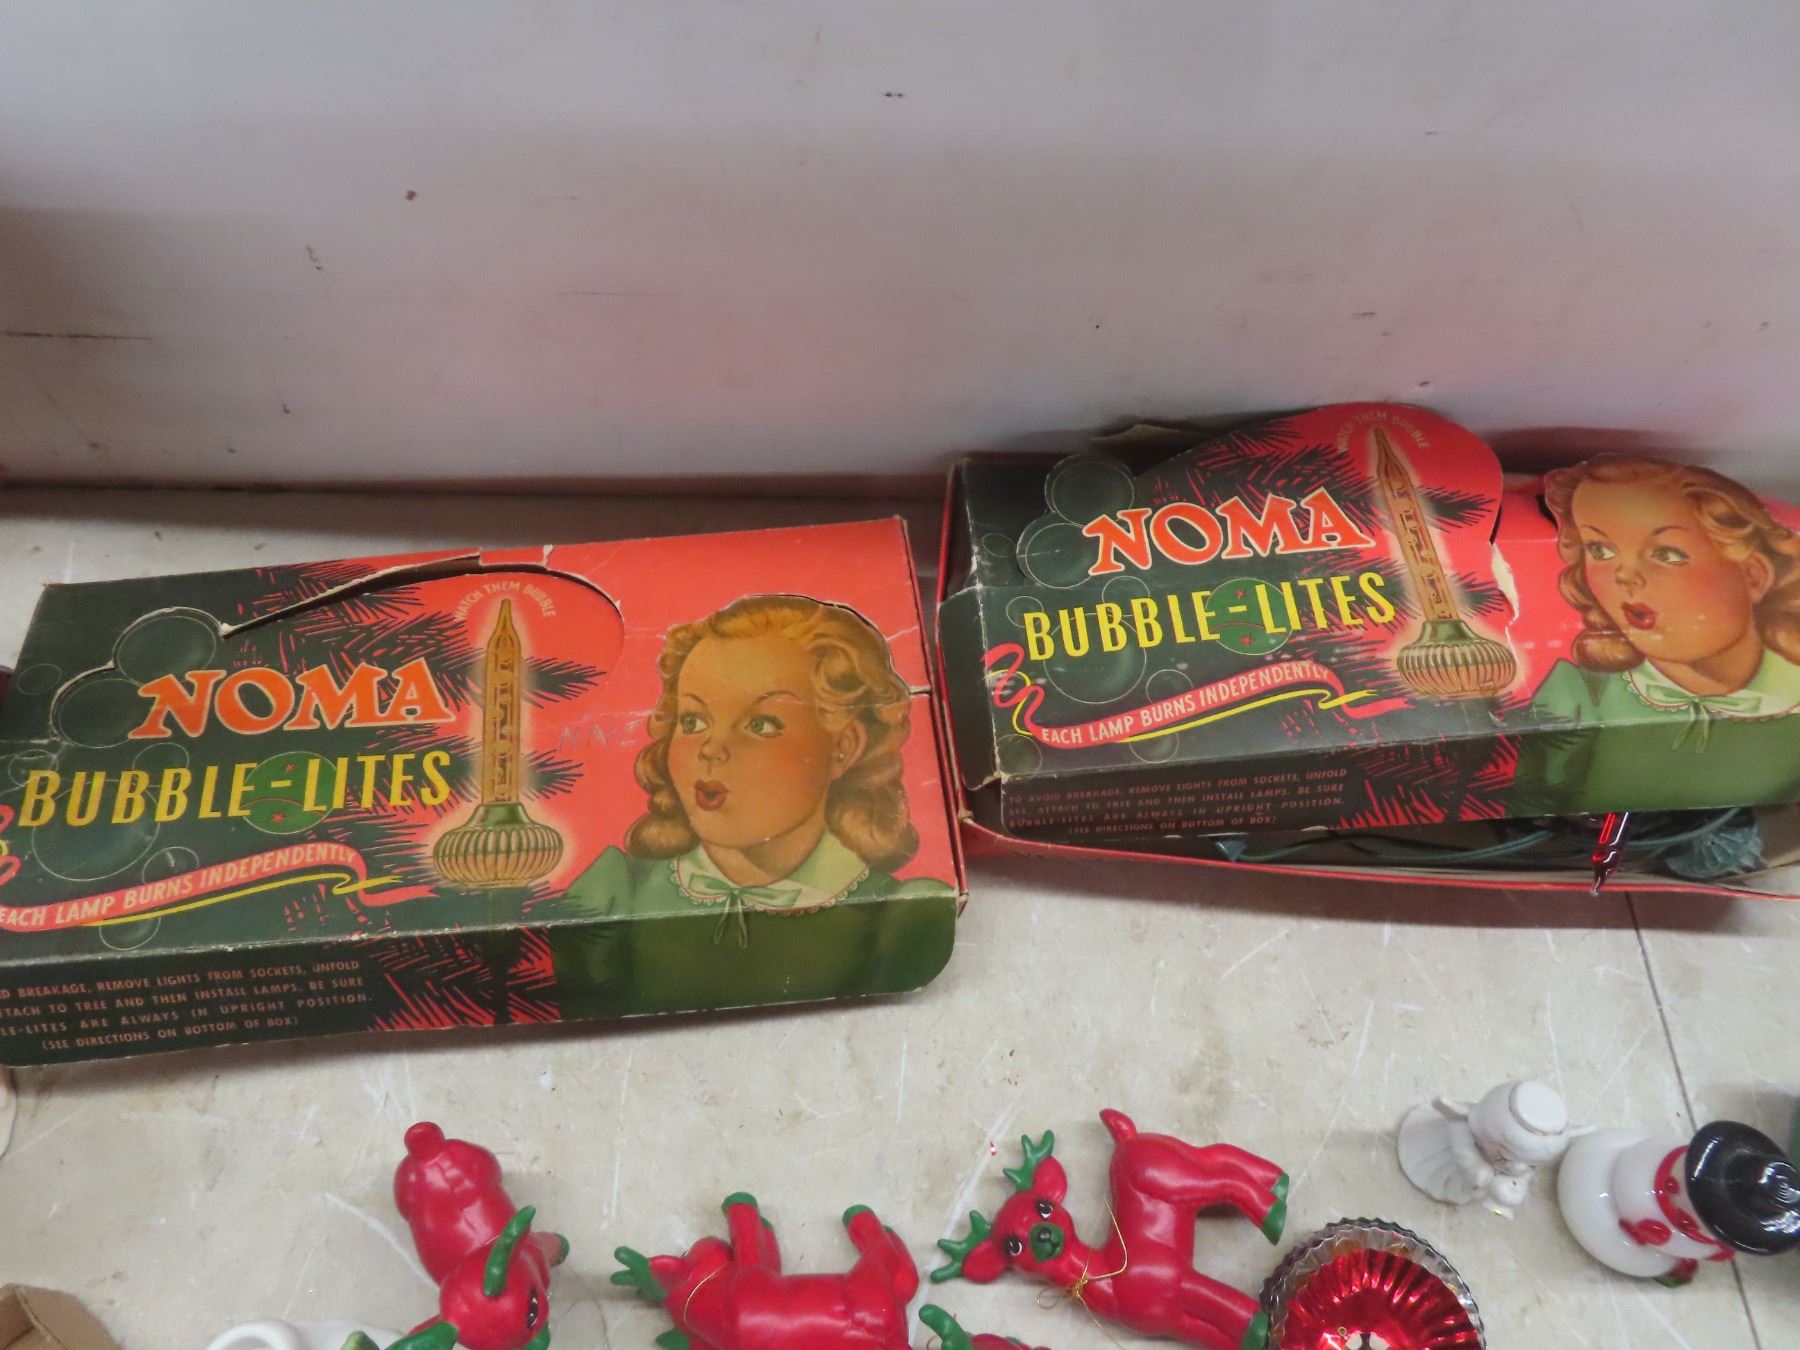 WATCH THEM BUBBLE
NOMA
BUBBLE-LITES
EACH LAMP BURNS INDEPENDENTLY
BREAKAGE, REMOVE LIGHTS FROM SOCKETS, UNFOLD
TO TREE AND THEN INSTALL LAMPS. BE SURE
ARE ALWAYS IN UPRIGHT POSITION.
(SEE DIRECTIONS ON BOTTOM OF BOX)
WATCH THEM BUBBLE
NOMA
BUBBLE-LITES
EACH LAMP BURNS INDEPENDENTLY
TO AVOID BREAKAGE, REMOVE LIGHTS FROM SOCKETS, UNFOLD
SET, ATTACH TO TREE AND THEN INSTALL LAMPS. BE SURE
BUBBLE-LITES ARE ALWAYS IN UPRIGHT POSITION.
(SEE DIRECTIONS ON BOTTOM OF BOX)